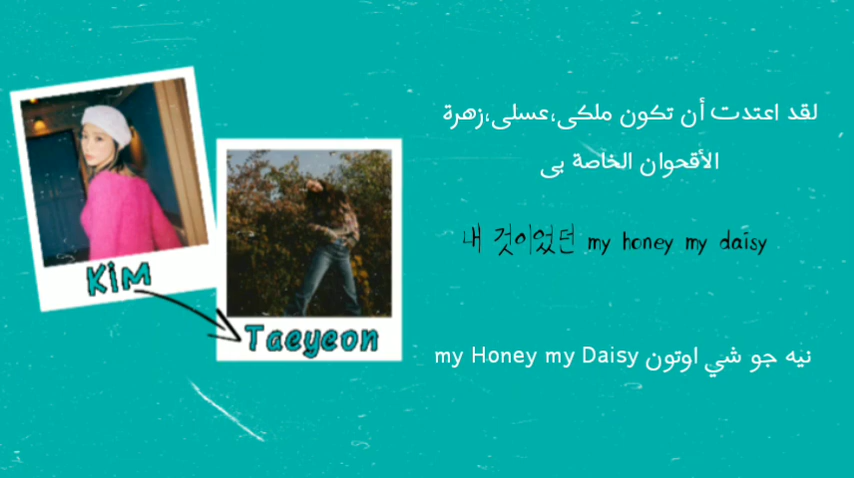 Kim
Taeyeon
لقد اعتدت أن تكون ملكى،عسلى،زهرة
الأقحوان الخاصة بى
내 것이었던 my honey my daisy
نيه جو شي اوتون my Honey my Daisy